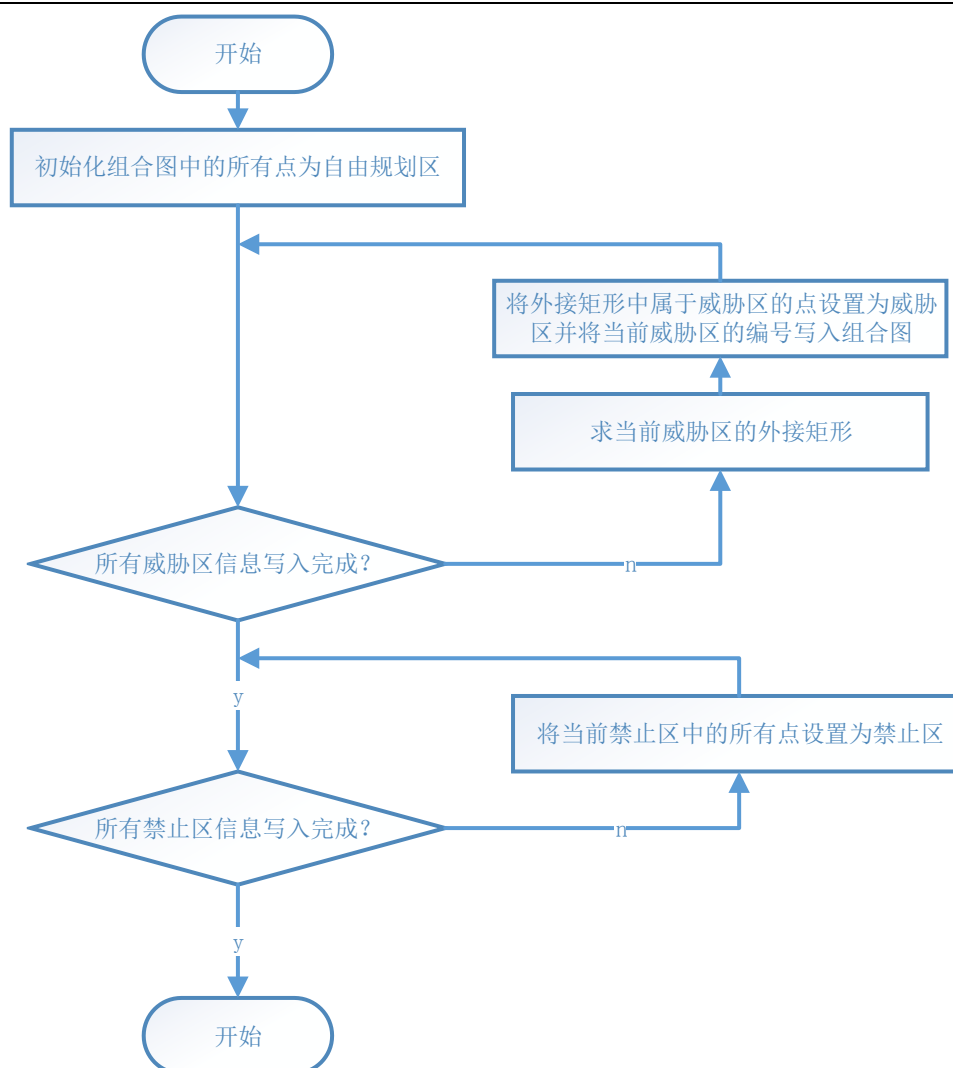 开始
初始化组合图中的所有点为自由规划区
将外接矩形中属于威胁区的点设置为威胁
区并将当前威胁区的编号写入组合图
求当前威胁区的外接矩形
所有威胁区信息写入完成?
n
y
将当前禁止区中的所有点设置为禁止区
所有禁止区信息写入完成?
n
y
开始